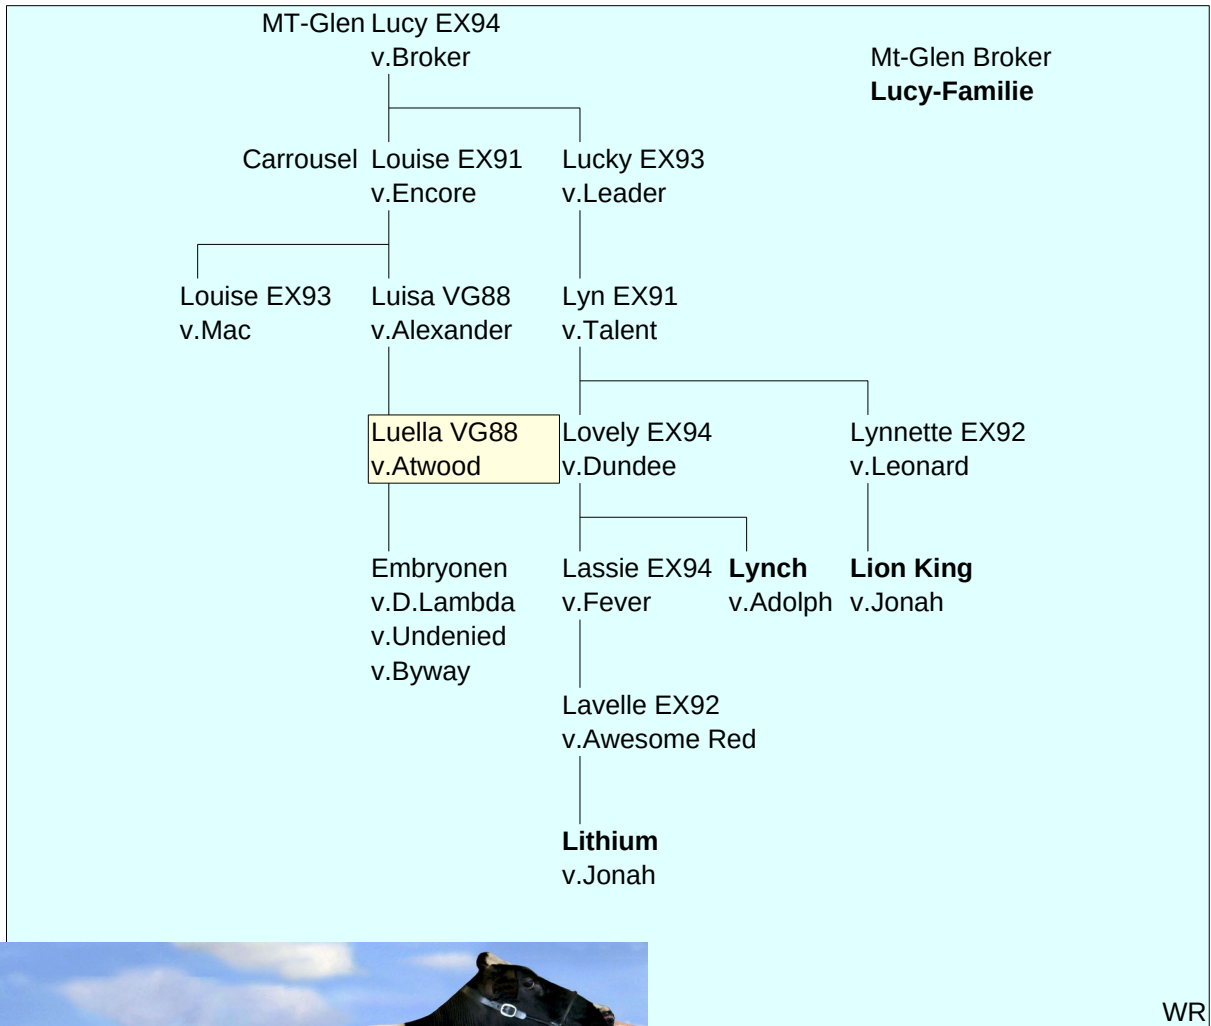 MT-Glen Lucy EX94
v.Broker
Mt-Glen Broker
Lucy-Familie
Carrousel Louise EX91
v.Encore
Lucky EX93
v.Leader
Louise EX93
v.Mac
Luisa VG88
v.Alexander
Lyn EX91
v.Talent
Luella VG88
v.Atwood
Lovely EX94
v.Dundee
Lynnette EX92
v.Leonard
Embryonen
v.D.Lambda
v.Undenied
v.Byway
Lassie EX94
v.Fever
Lynch
v.Adolph
Lion King
v.Jonah
Lavelle EX92
v.Awesome Red
Lithium
v.Jonah
WR